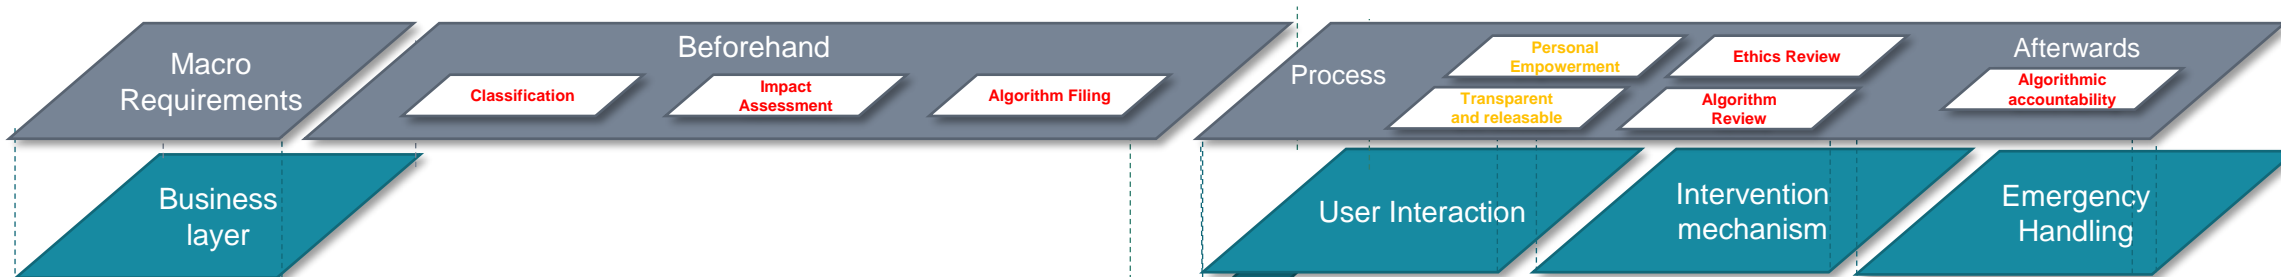 Macro
Requirements
Beforehand
Classification
Impact
Assessment
Algorithm Filing
Process
Personal
Empowerment
Transparent
and releasable
Ethics Review
Algorithm
Review
Afterwards
Algorithmic
accountability
Business
layer
User Interaction
Intervention
mechanism
Emergency
Handling